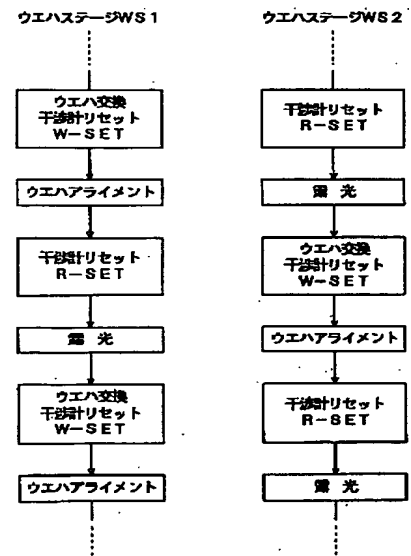 ウエハステージWS1
ウエハ交換
干渉計リセット
W-SET
ウエハアライメント
干渉計リセット
R-SET
露 光
ウエハ交換
干渉計リセット
W-SET
ウエハアライメント
ウエハステージWS2
干渉計リセット
R-SET
露 光
ウエハ交換
干渉計リセット
W-SET
ウエハアライメント
干渉計リセット
R-SET
露 光